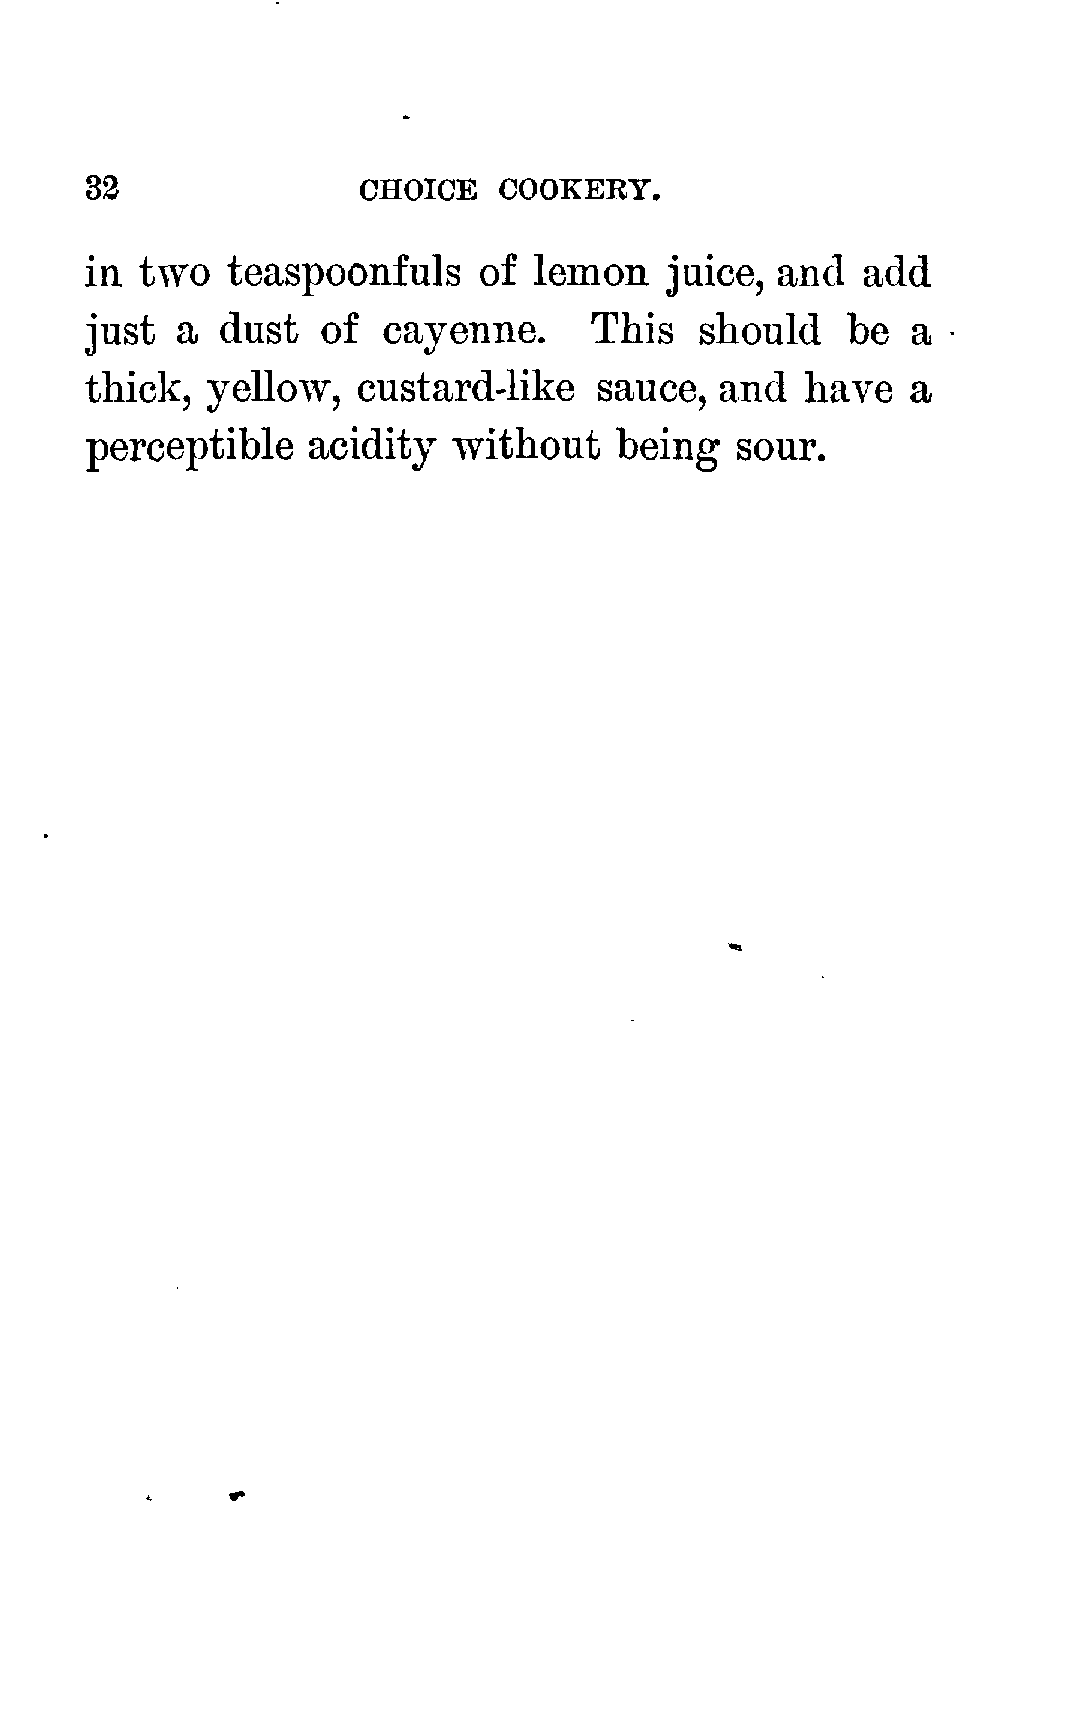 32 CHOICE COOKERY.
in two teaspoonfuls of lemon juice, and add
just a dust of cayenne. This should be a
thick, yellow, custard-like sauce, and have a
perceptible acidity without being sour.